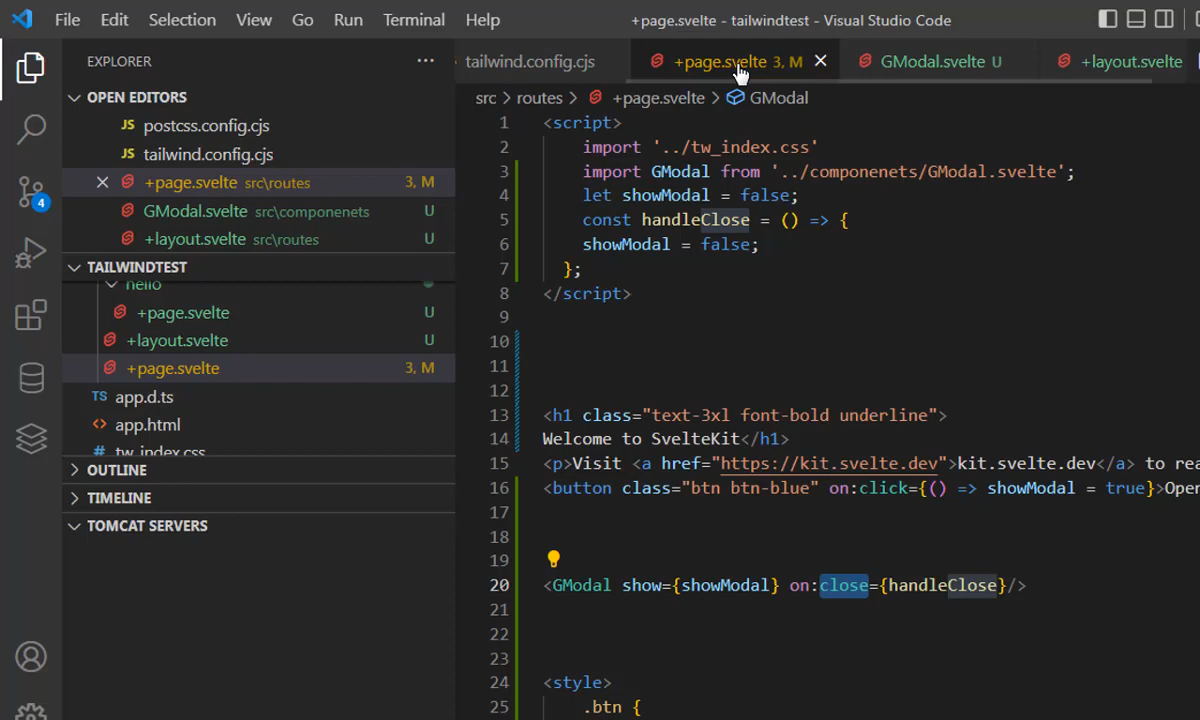 File Edit Selection View Go Run Terminal Help
+page.svelte - tailwindtest - Visual Studio Code
EXPLORER
OPEN EDITORS
JS postcss.config.cjs
JS tailwind.config.cjs
+page.svelte src\routes 3, M
GModal.svelte src\componenets U
+layout.svelte src\routes U
TAILWINDTEST
hello
+page.svelte U
+layout.svelte U
+page.svelte 3, M
TS app.d.ts
app.html
tw_index.css
OUTLINE
TIMELINE
TOMCAT SERVERS
4
tailwind.config.cjs
+page.svelte 3, M
GModal.svelte U
+layout.svelte
src > routes > +page.svelte > GModal
1 <script>
2 import '../tw_index.css'
3 import GModal from '../componenets/GModal.svelte';
4 let showModal = false;
5 const handleClose = () => {
6 showModal = false;
7 };
8 </script>
9
10
11
12
13 <h1 class="text-3xl font-bold underline">
14 Welcome to SvelteKit</h1>
15 <p>Visit <a href="https://kit.svelte.dev">kit.svelte.dev</a> to rea
16 <button class="btn btn-blue" on:click={() => showModal = true}>Open
17
18
19
20 <GModal show={showModal} on:close={handleClose}/>
21
22
23
24 <style>
25 .btn {